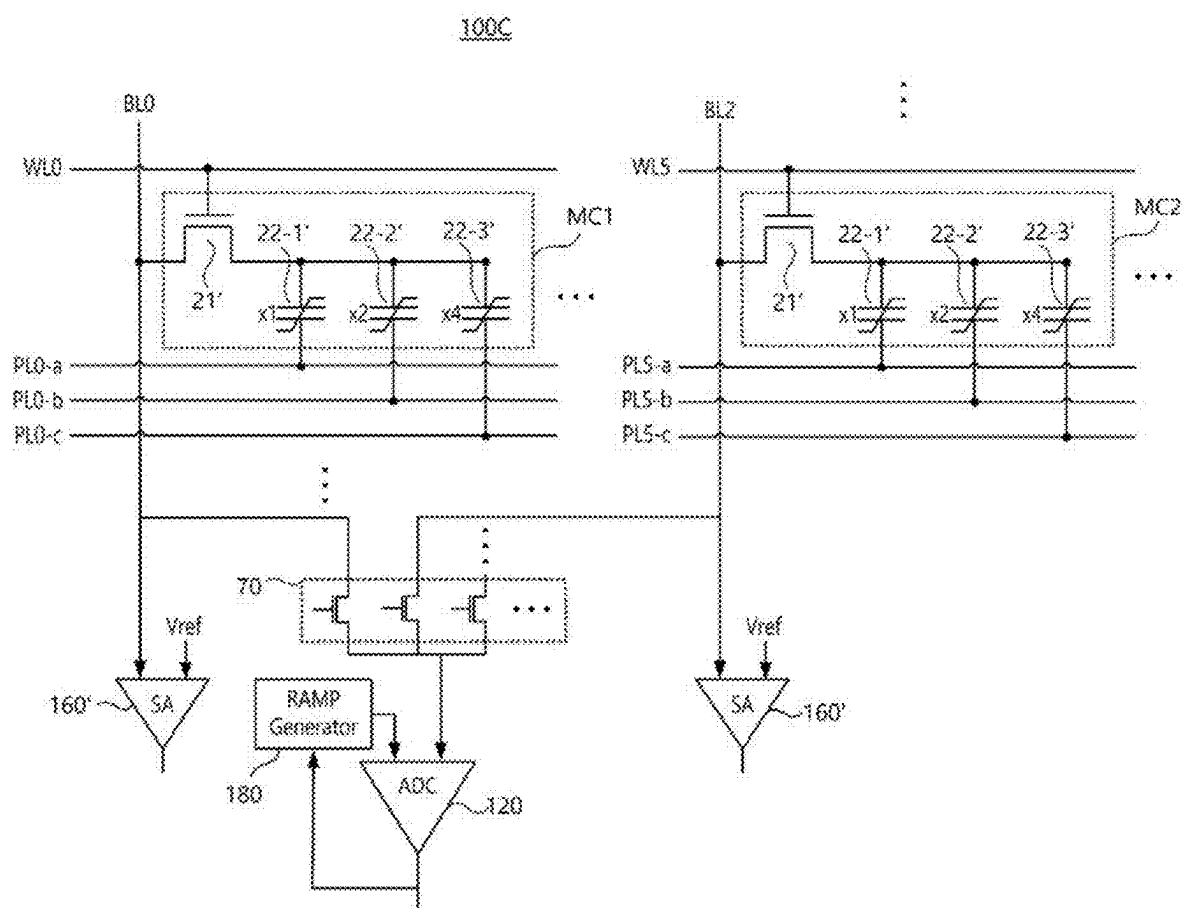 100C
BL0
BL2
WL0
WL5
MC1
MC2
22-1'
22-2'
22-3'
22-1'
22-2'
22-3'
21'
x1
x2
x4
21'
x1
x2
x4
PL0-a
PL5-a
PL0-b
PL5-b
PL0-c
PL5-c
70
Vref
Vref
160'
SA
RAMP
Generator
SA
160'
180
ADC
120